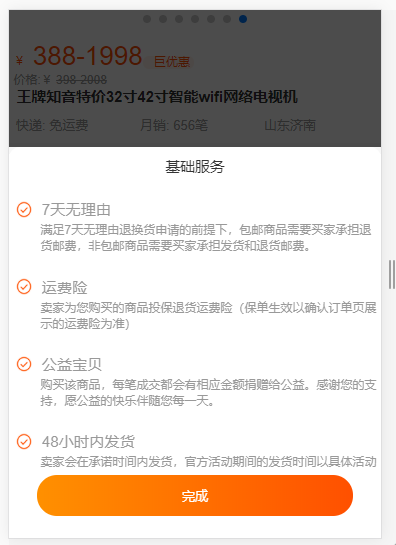 ¥ 388-1998 巨优惠
价格: ¥ 398-2008
王牌知音特价32寸42寸智能wifi网络电视机
快递: 免运费 月销: 656笔 山东济南
基础服务
7天无理由
满足7天无理由退换货申请的前提下，包邮商品需要买家承担退
货邮费，非包邮商品需要买家承担发货和退货邮费。
运费险
卖家为您购买的商品投保退货运费险（保单生效以确认订单页展
示的运费险为准）
公益宝贝
购买该商品，每笔成交都会有相应金额捐赠给公益。感谢您的支
持，愿公益的快乐伴随您每一天。
48小时内发货
卖家会在承诺时间内发货，官方活动期间的发货时间以具体活动
完成